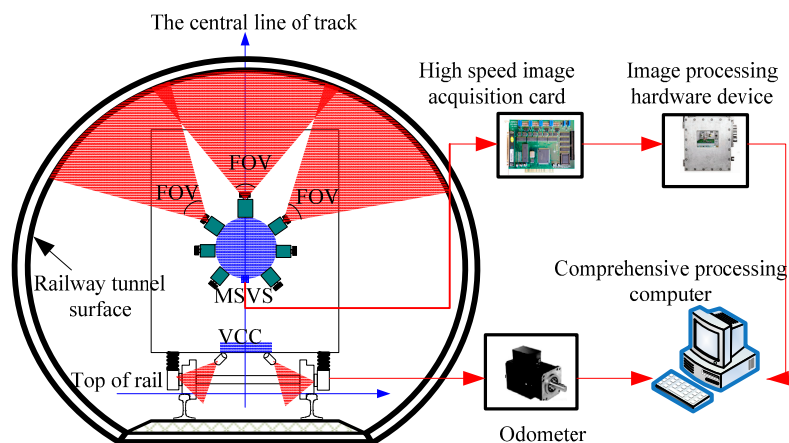 The central line of track
High speed image
acquisition card
Image processing
hardware device
FOV
FOV
FOV
Railway tunnel
surface
MSVS
Comprehensive processing
computer
VCC
Top of rail
Odometer